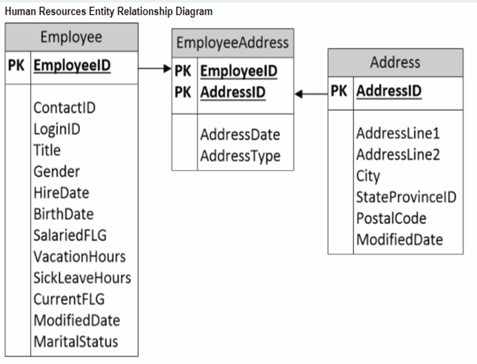 Human Resources Entity Relationship Diagram
Employee
PK EmployeeID
ContactID
LoginID
Title
Gender
HireDate
BirthDate
SalariedFLG
VacationHours
SickLeaveHours
CurrentFLG
ModifiedDate
MaritalStatus
EmployeeAddress
PK EmployeeID
PK AddressID
AddressDate
AddressType
Address
PK AddressID
AddressLine1
AddressLine2
City
StateProvinceID
PostalCode
ModifiedDate